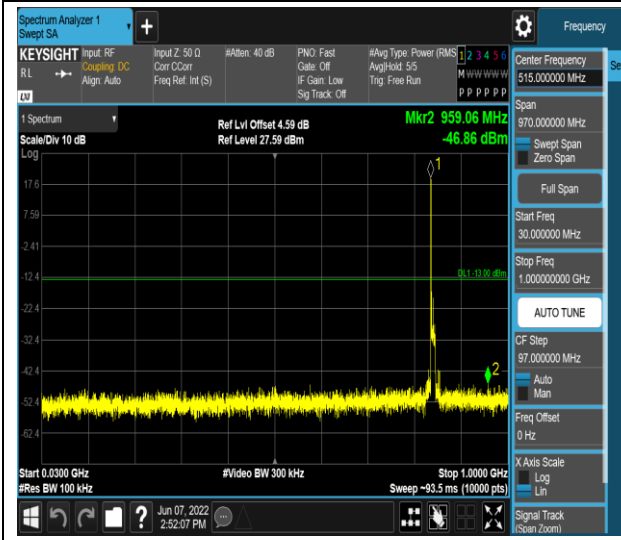 Spectrum Analyzer 1
Swept SA
Frequency
KEYSIGHT
RL
LXI
Input: RF
Coupling: DC
Align: Auto
Input Z: 50 Ω
Corr CCorr
Freq Ref: Int (S)
#Atten: 40 dB
PNO: Fast
Gate: Off
IF Gain: Low
Sig Track: Off
#Avg Type: Power (RMS
Avg|Hold: 5/5
Trig: Free Run
1 2 3 4 5 6
M W W W W W
P P P P P P
1 Spectrum
Scale/Div 10 dB
Log
Ref Lvl Offset 4.59 dB
Ref Level 27.59 dBm
Mkr2 959.06 MHz
-46.86 dBm
1
17.6
7.59
-2.41
-12.4
DL1 -13.00 dBm
-22.4
-32.4
-42.4
2
-52.4
-62.4
Start 0.0300 GHz
#Res BW 100 kHz
#Video BW 300 kHz
Stop 1.0000 GHz
Sweep ~93.5 ms (10000 pts)
Jun 07, 2022
2:52:07 PM
Center Frequency
515.000000 MHz
Se
Span
970.000000 MHz
Swept Span
Zero Span
Full Span
Start Freq
30.000000 MHz
Stop Freq
1.000000000 GHz
AUTO TUNE
CF Step
97.000000 MHz
Auto
Man
Freq Offset
0 Hz
X Axis Scale
Log
Lin
Signal Track
(Span Zoom)